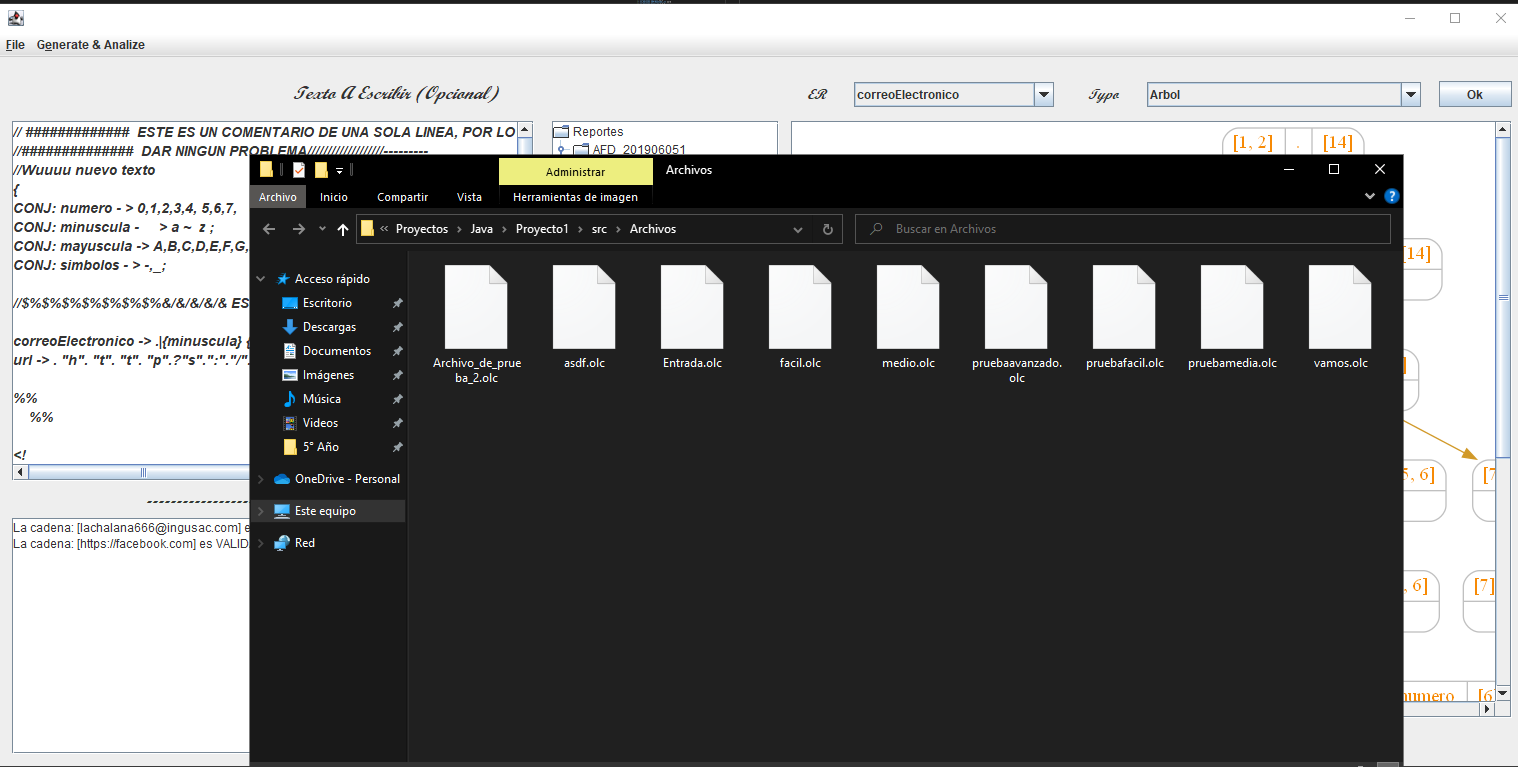 File Generate & Analize
Texto A Escribir (Opcional)
ER correoElectronico Typo Arbol Ok
// ############# ESTE ES UN COMENTARIO DE UNA SOLA LINEA, POR LO
//############## DAR NINGUN PROBLEMA///////////////////---------
//Wuuuu nuevo texto
{
CONJ: numero - > 0,1,2,3,4, 5,6,7,
CONJ: minuscula - > a ~ z ;
CONJ: mayuscula -> A,B,C,D,E,F,G,
CONJ: simbolos - > -,_;
//$%$%$%$%$%$%$%&/&/&/&/& ES
correoElectronico -> .|{minuscula} {
url -> . "h". "t". "t". "p".?"s".":"."/".
%%
%%
<!
Reportes
AFD_201906051
[1, 2] . [14]
[14]
5, 6] [7
, 6] [7]
numero [6]
--------------------
La cadena: [lachalana666@ingusac.com] e
La cadena: [https://facebook.com] es VALID
Administrar
Archivos
Archivo Inicio Compartir Vista Herramientas de imagen
« Proyectos › Java › Proyecto1 › src › Archivos
Buscar en Archivos
Acceso rápido
Escritorio
Descargas
Documentos
Imágenes
Música
Videos
5° Año
OneDrive - Personal
Este equipo
Red
Archivo_de_prue
ba_2.olc
asdf.olc
Entrada.olc
facil.olc
medio.olc
pruebaavanzado.
olc
pruebafacil.olc
pruebamedia.olc
vamos.olc